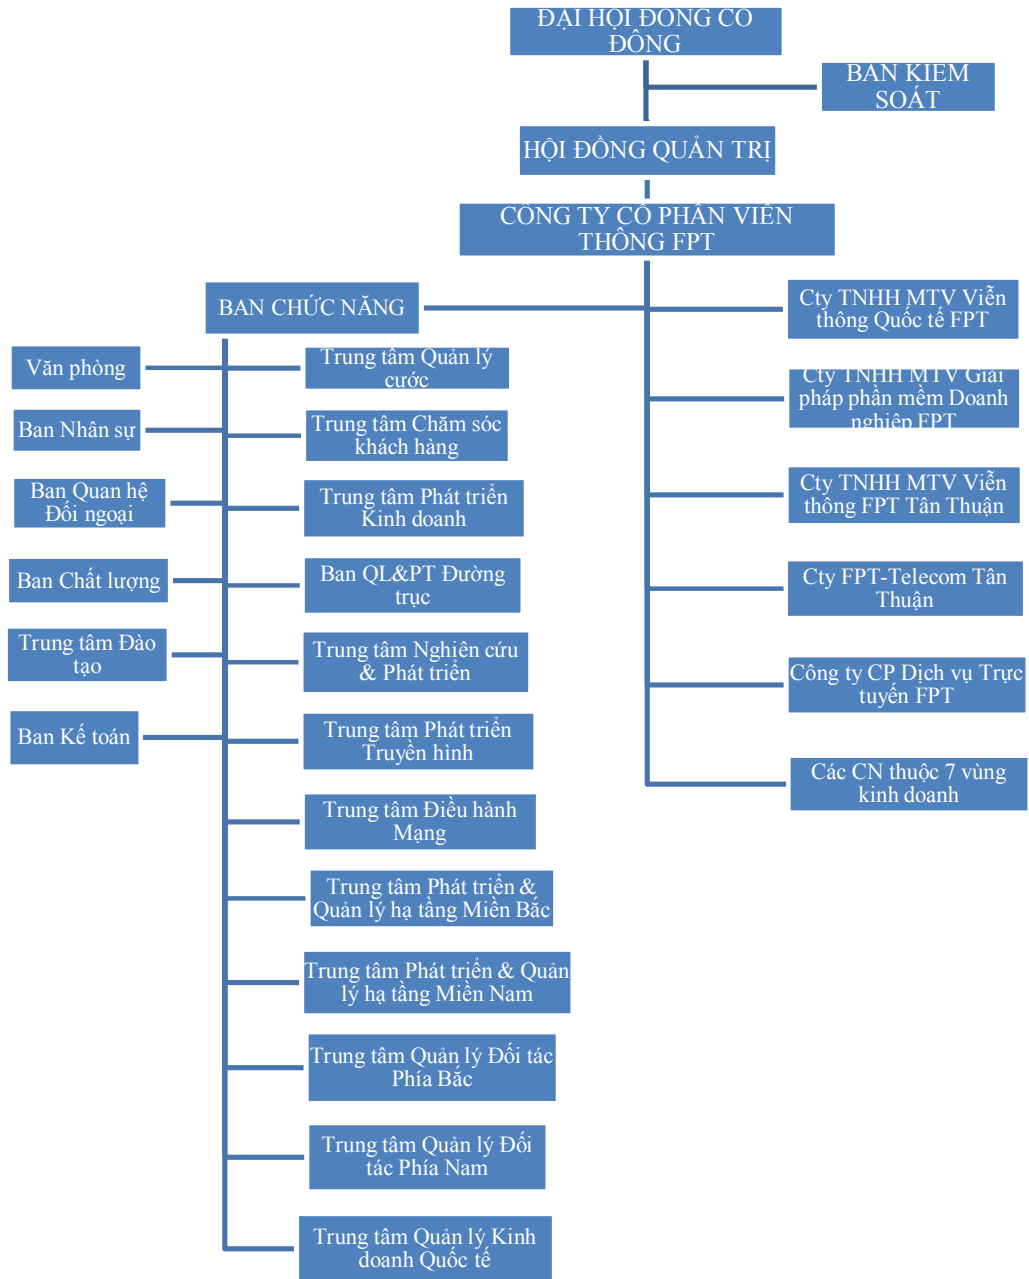 ĐẠI HỘI ĐỒNG CỔ
ĐÔNG
BAN KIỂM
SOÁT
HỘI ĐỒNG QUẢN TRỊ
CÔNG TY CỔ PHẦN VIỄN
THÔNG FPT
BAN CHỨC NĂNG
Văn phòng
Ban Nhân sự
Ban Quan hệ
Đối ngoại
Ban Chất lượng
Trung tâm Đào
tạo
Ban Kế toán
Trung tâm Quản lý
cước
Trung tâm Chăm sóc
khách hàng
Trung tâm Phát triển
Kinh doanh
Ban QL&PT Đường
trục
Trung tâm Nghiên cứu
& Phát triển
Trung tâm Phát triển
Truyền hình
Trung tâm Điều hành
Mạng
Trung tâm Phát triển &
Quản lý hạ tầng Miền Bắc
Trung tâm Phát triển & Quản
lý hạ tầng Miền Nam
Trung tâm Quản lý Đối tác
Phía Bắc
Trung tâm Quản lý Đối
tác Phía Nam
Trung tâm Quản lý Kinh
doanh Quốc tế
Cty TNHH MTV Viễn
thông Quốc tế FPT
Cty TNHH MTV Giải
pháp phần mềm Doanh
nghiệp FPT
Cty TNHH MTV Viễn
thông FPT Tân Thuận
Cty FPT-Telecom Tân
Thuận
Công ty CP Dịch vụ Trực
tuyến FPT
Các CN thuộc 7 vùng
kinh doanh